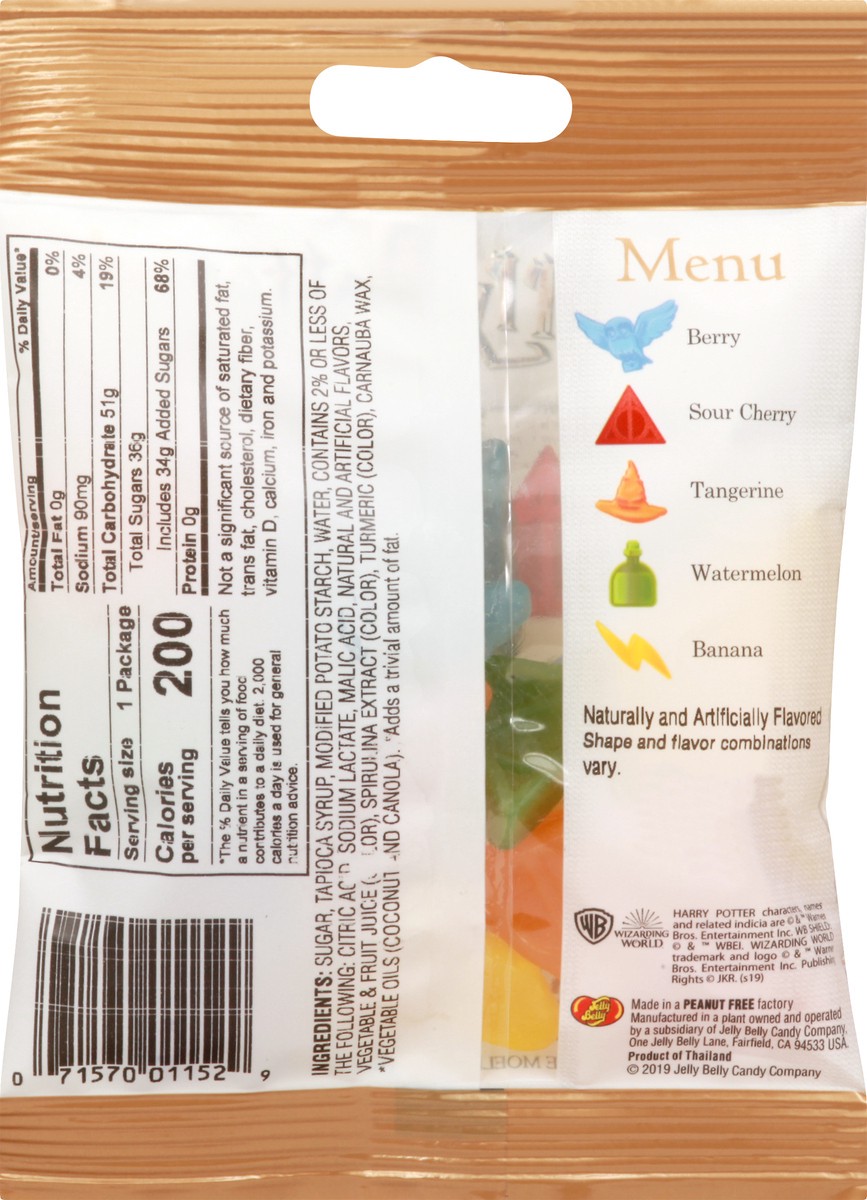 Nutrition
Facts
Serving size 1 Package
Calories
per serving 200
*The % Daily Value tells you how much
a nutrient in a serving of food
contributes to a daily diet. 2,000
calories a day is used for general
nutrition advice.
Amount/serving % Daily Value*
Total Fat 0g 0%
Sodium 90mg 4%
Total Carbohydrate 51g 19%
Total Sugars 36g
Includes 34g Added Sugars 68%
Protein 0g
Not a significant source of saturated fat,
trans fat, cholesterol, dietary fiber,
vitamin D, calcium, iron and potassium.
INGREDIENTS: SUGAR, TAPIOCA SYRUP, MODIFIED POTATO STARCH, WATER, CONTAINS 2% OR LESS OF
THE FOLLOWING: CITRIC ACID, SODIUM LACTATE, MALIC ACID, NATURAL AND ARTIFICIAL FLAVORS,
VEGETABLE & FRUIT JUICE (COLOR), SPIRULINA EXTRACT (COLOR), TURMERIC (COLOR), CARNAUBA WAX,
*VEGETABLE OILS (COCONUT AND CANOLA). *Adds a trivial amount of fat.
0 71570 01152 9
Menu
Berry
Sour Cherry
Tangerine
Watermelon
Banana
Naturally and Artificially Flavored
Shape and flavor combinations
vary.
WB
WIZARDING
WORLD
HARRY POTTER characters, names
and related indicia are © & ™ Warner
Bros. Entertainment Inc. WB SHIELD:
© & ™ WBEI. WIZARDING WORLD
trademark and logo © & ™ Warner
Bros. Entertainment Inc. Publishing
Rights © JKR. (s19)
Jelly
Belly
Made in a PEANUT FREE factory
Manufactured in a plant owned and operated
by a subsidiary of Jelly Belly Candy Company.
One Jelly Belly Lane, Fairfield, CA 94533 USA.
Product of Thailand
© 2019 Jelly Belly Candy Company